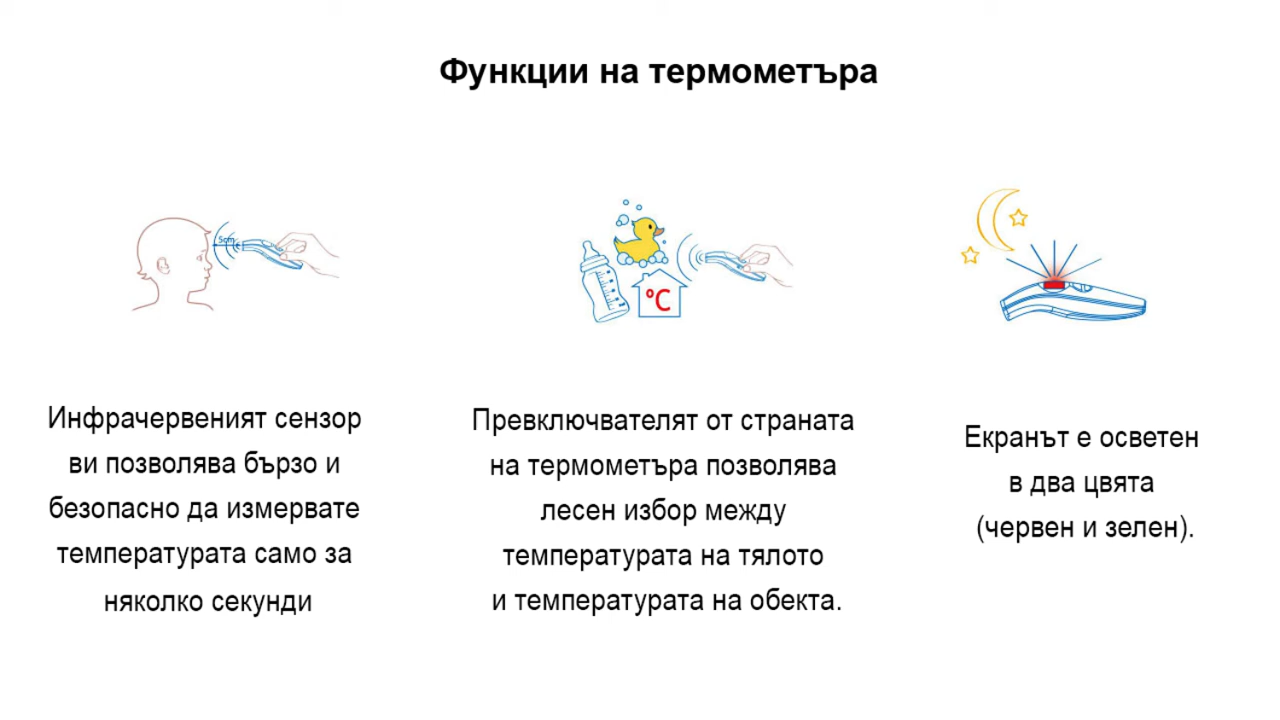 Функции на термометъра
5cm
°C
Инфрачервеният сензор
ви позволява бързо и
безопасно да измервате
температурата само за
няколко секунди
Превключвателят от страната
на термометъра позволява
лесен избор между
температурата на тялото
и температурата на обекта.
Екранът е осветен
в два цвята
(червен и зелен).